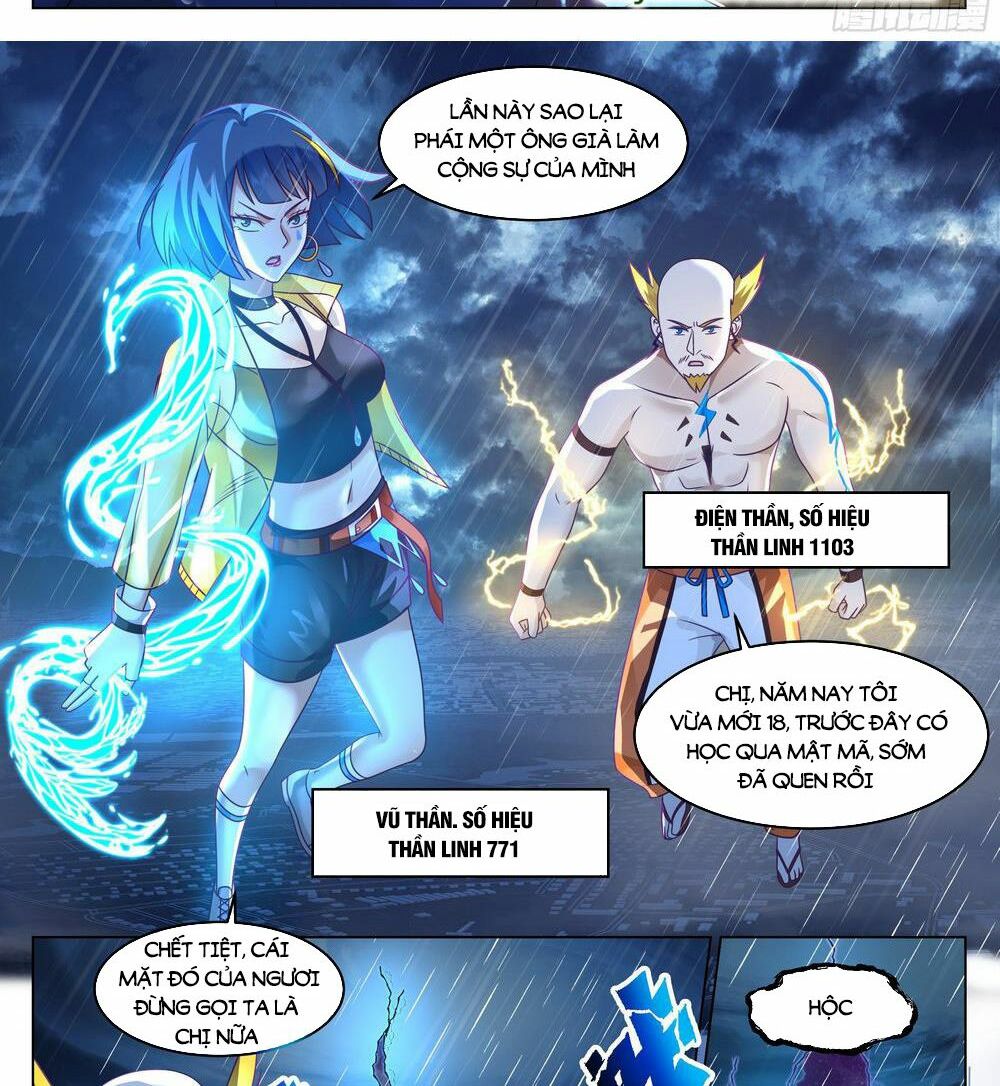 LẦN NÀY SAO LẠI
PHÁI MỘT ÔNG GIÀ LÀM
CỘNG SỰ CỦA MÌNH
ĐIỆN THẦN, SỐ HIỆU
THẦN LINH 1103
CHỊ, NĂM NAY TÔI
VỪA MỚI 18, TRƯỚC ĐÂY CÓ
HỌC QUA MẬT MÃ, SỚM
ĐÃ QUEN RỒI
VŨ THẦN. SỐ HIỆU
THẦN LINH 771
CHẾT TIỆT, CÁI
MẶT ĐÓ CỦA NGƯƠI
ĐỪNG GỌI TA LÀ
CHỊ NỮA
HỘC